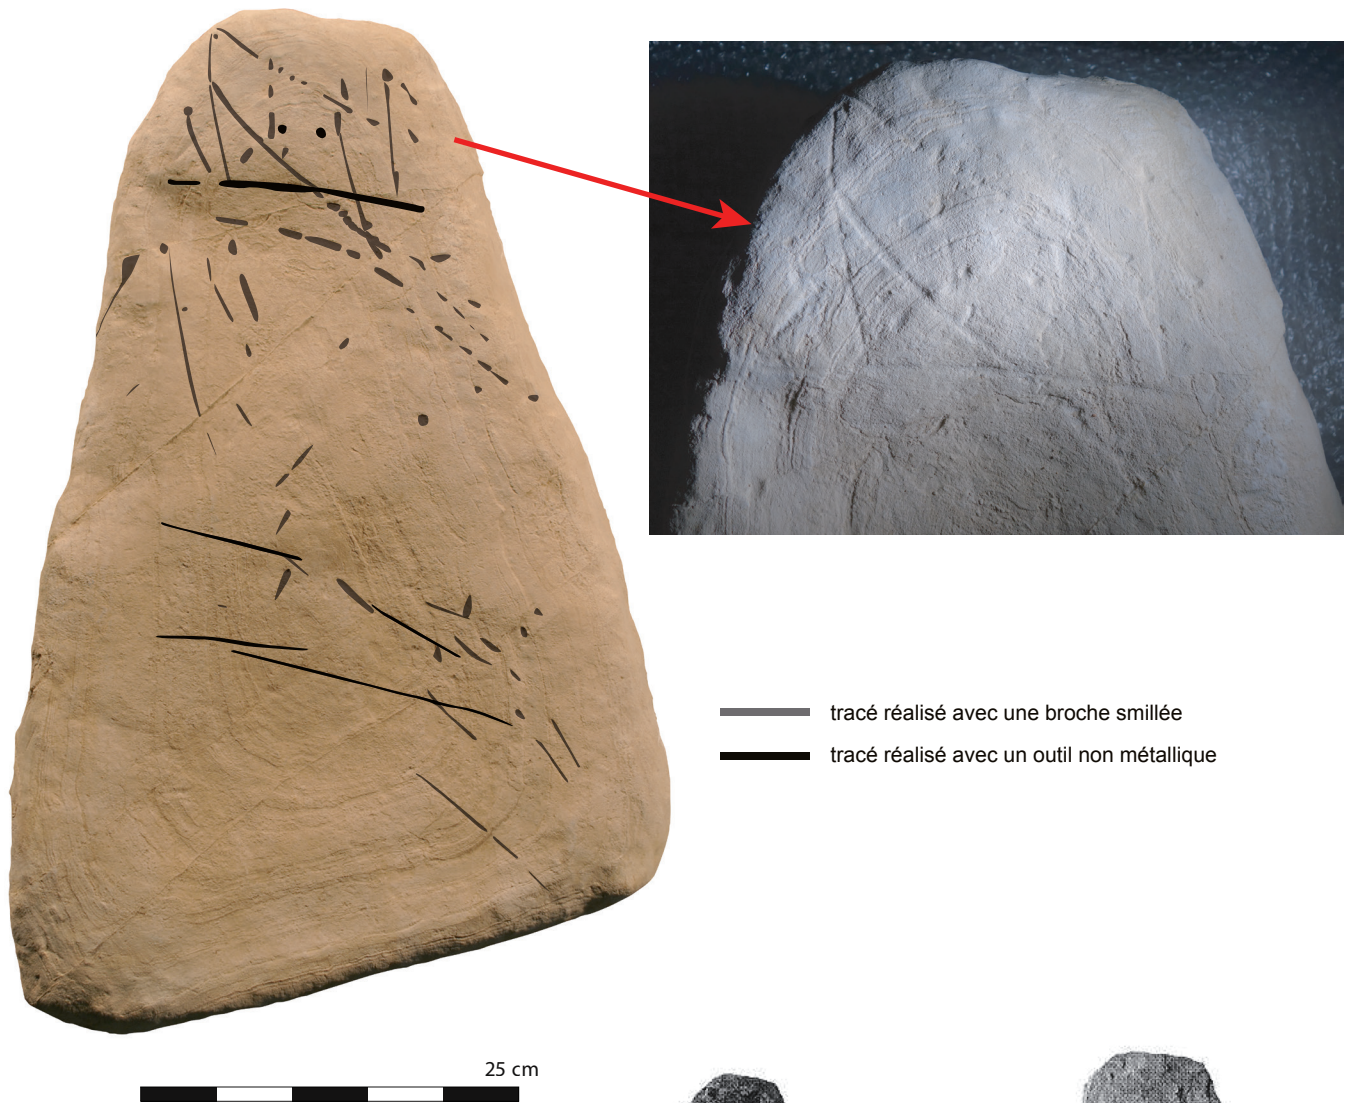 tracé réalisé avec une broche smillée
tracé réalisé avec un outil non métallique
25 cm